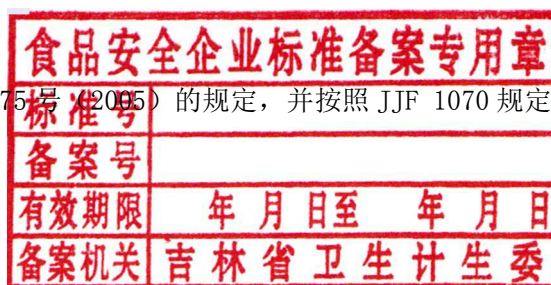 食品安全企业标准备案专用章
75号（2005）的规定，并按照 JJF 1070 规定
标准号
备案号
有效期限 年 月 日至 年 月 日
备案机关 吉林省卫生计生委